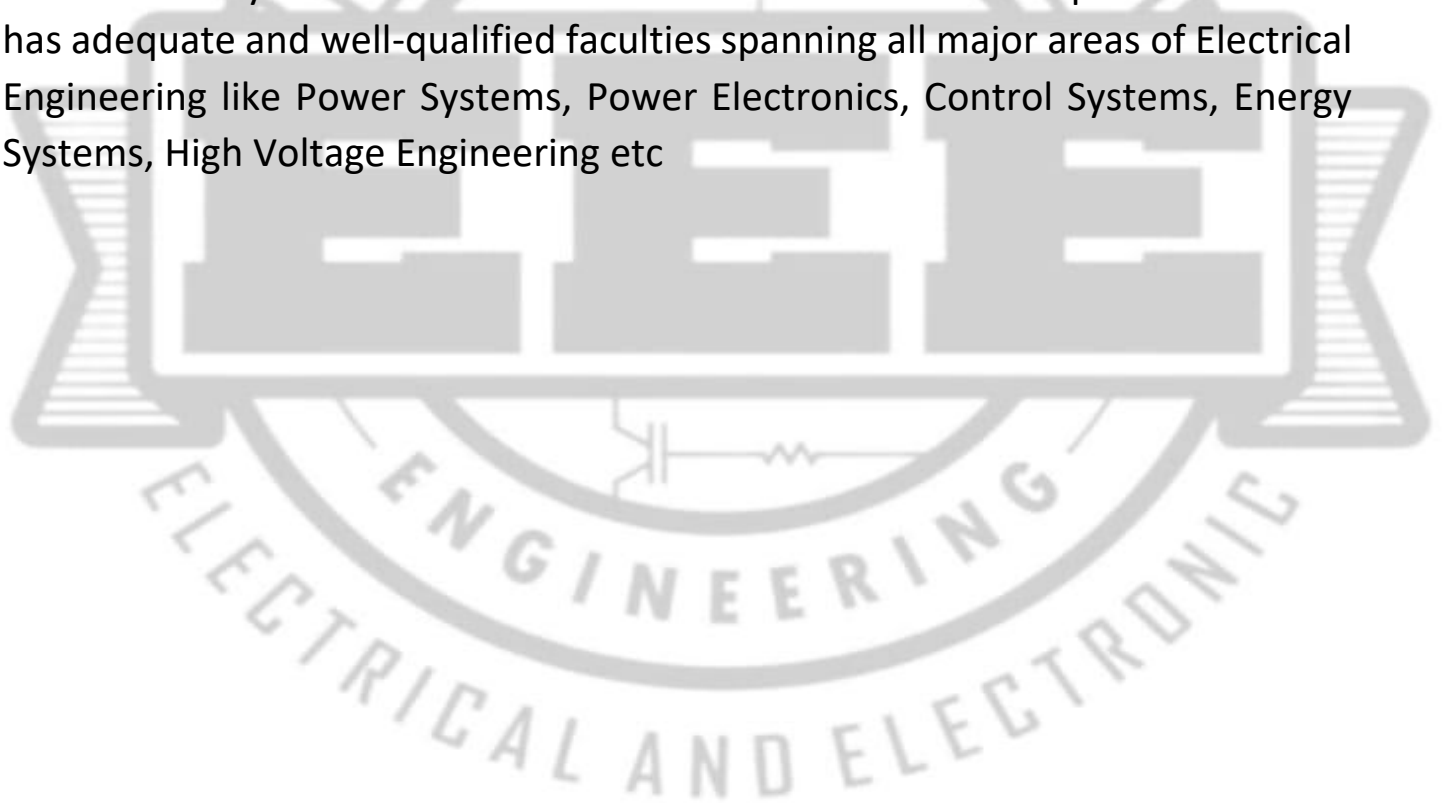 has adequate and well-qualified faculties spanning all major areas of Electrical
Engineering like Power Systems, Power Electronics, Control Systems, Energy
Systems, High Voltage Engineering etc
EEE
ENGINEERING
ELECTRICAL AND ELECTRONIC